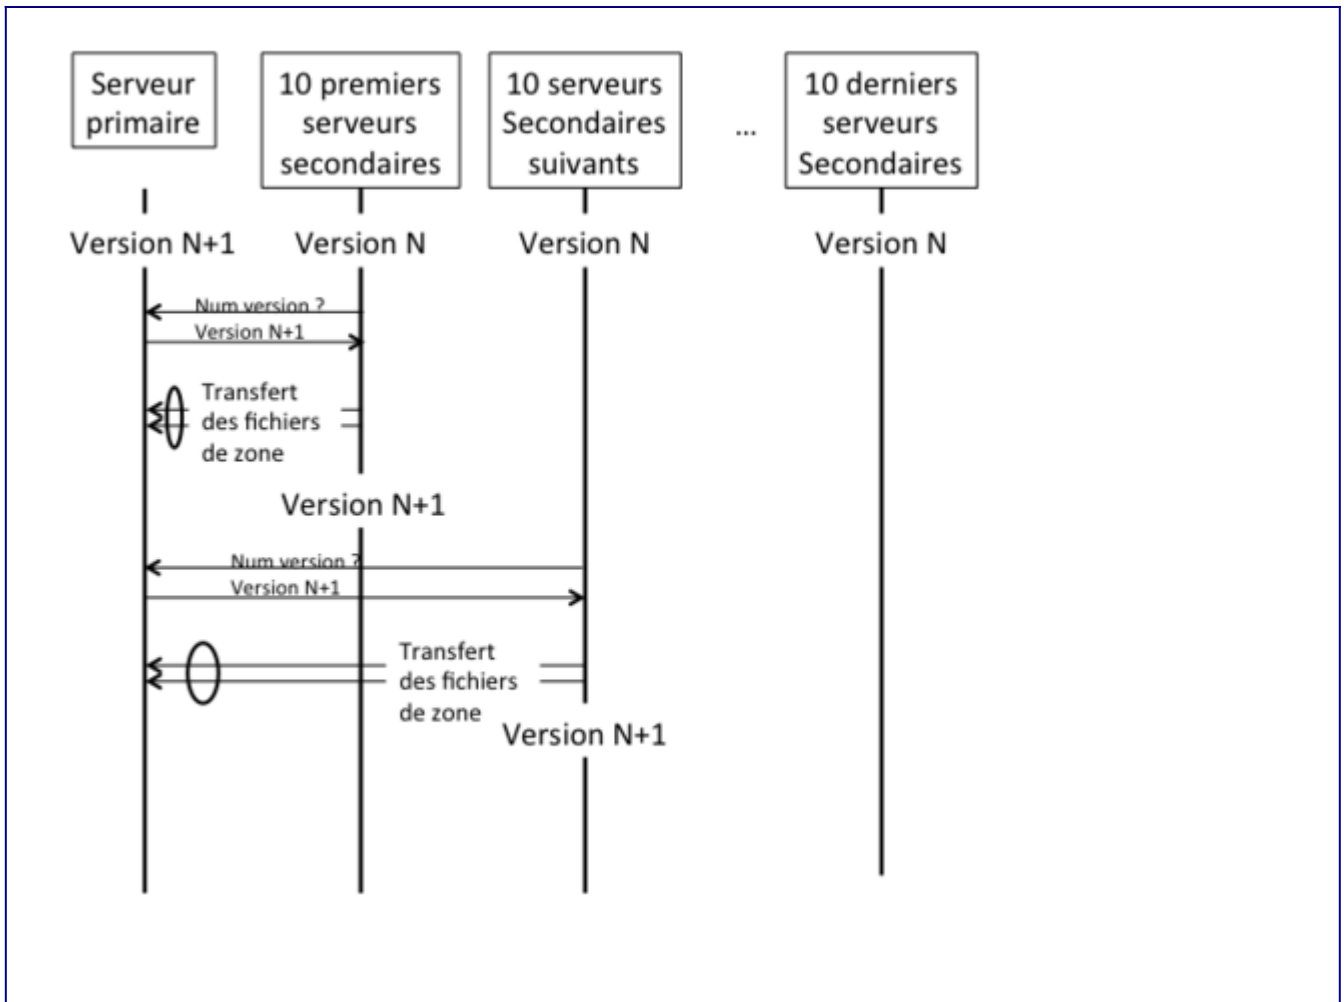 Serveur
primaire
10 premiers
serveurs
secondaires
10 serveurs
Secondaires
suivants
...
10 derniers
serveurs
Secondaires
Version N+1
Version N
Version N
Version N
Num version ?
Version N+1
Transfert
des fichiers
de zone
Version N+1
Num version ?
Version N+1
Transfert
des fichiers
de zone
Version N+1